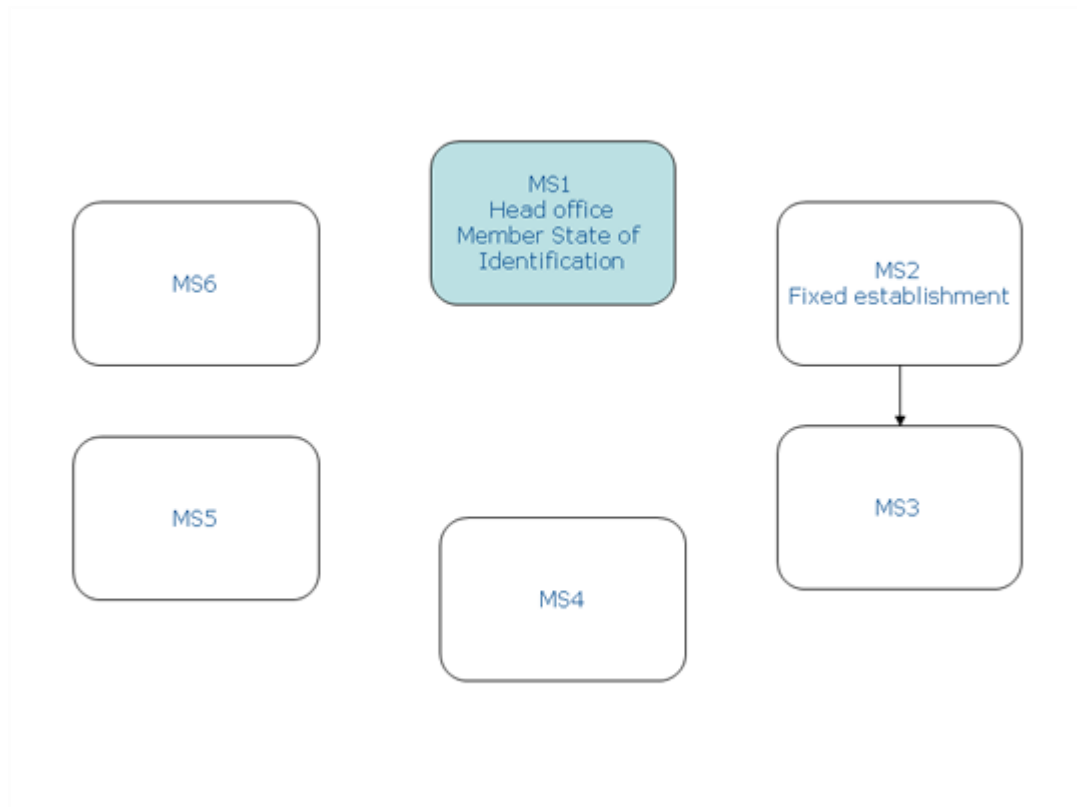 MS1
Head office
Member State of
Identification
MS6
MS2
Fixed establishment
MS5
MS3
MS4